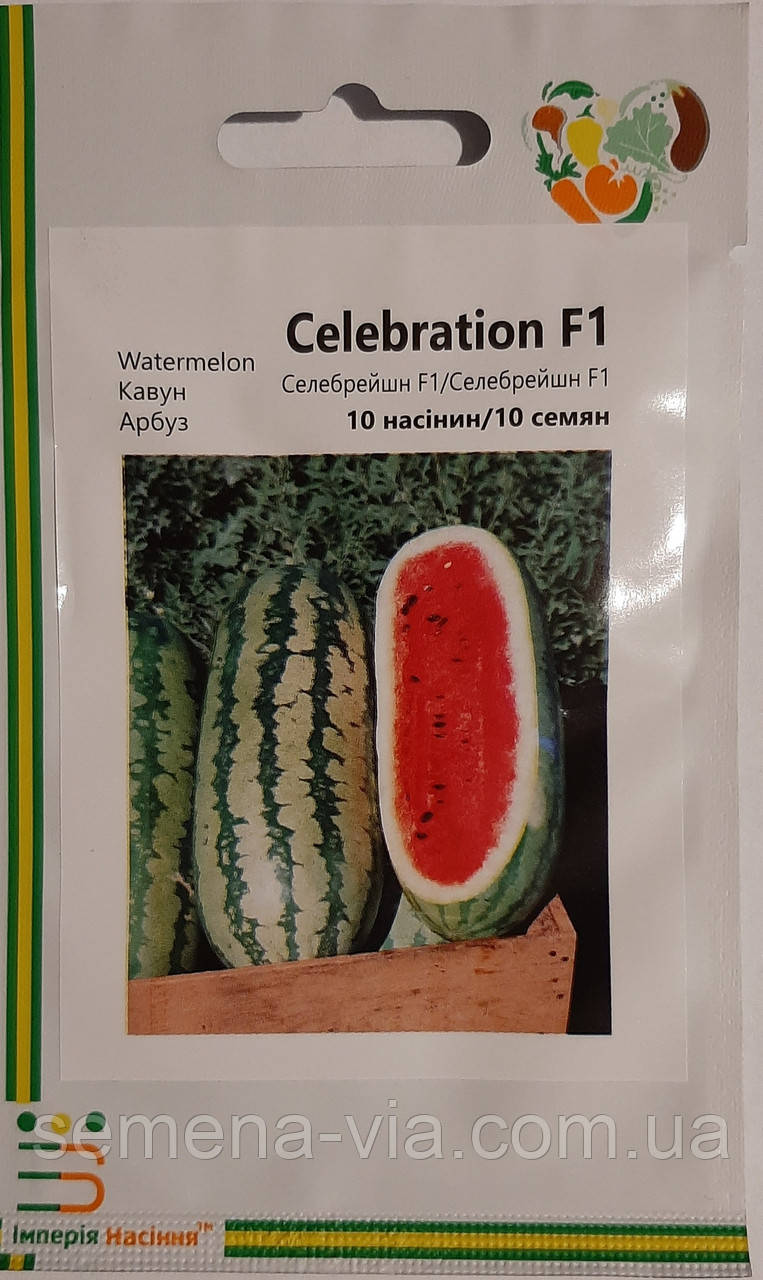 Celebration F1
Watermelon
Кавун
Арбуз
Селебрейшн F1/Селебрейшн F1
10 насінин/10 семян
semena-via.com.ua
Імперія Насіння™